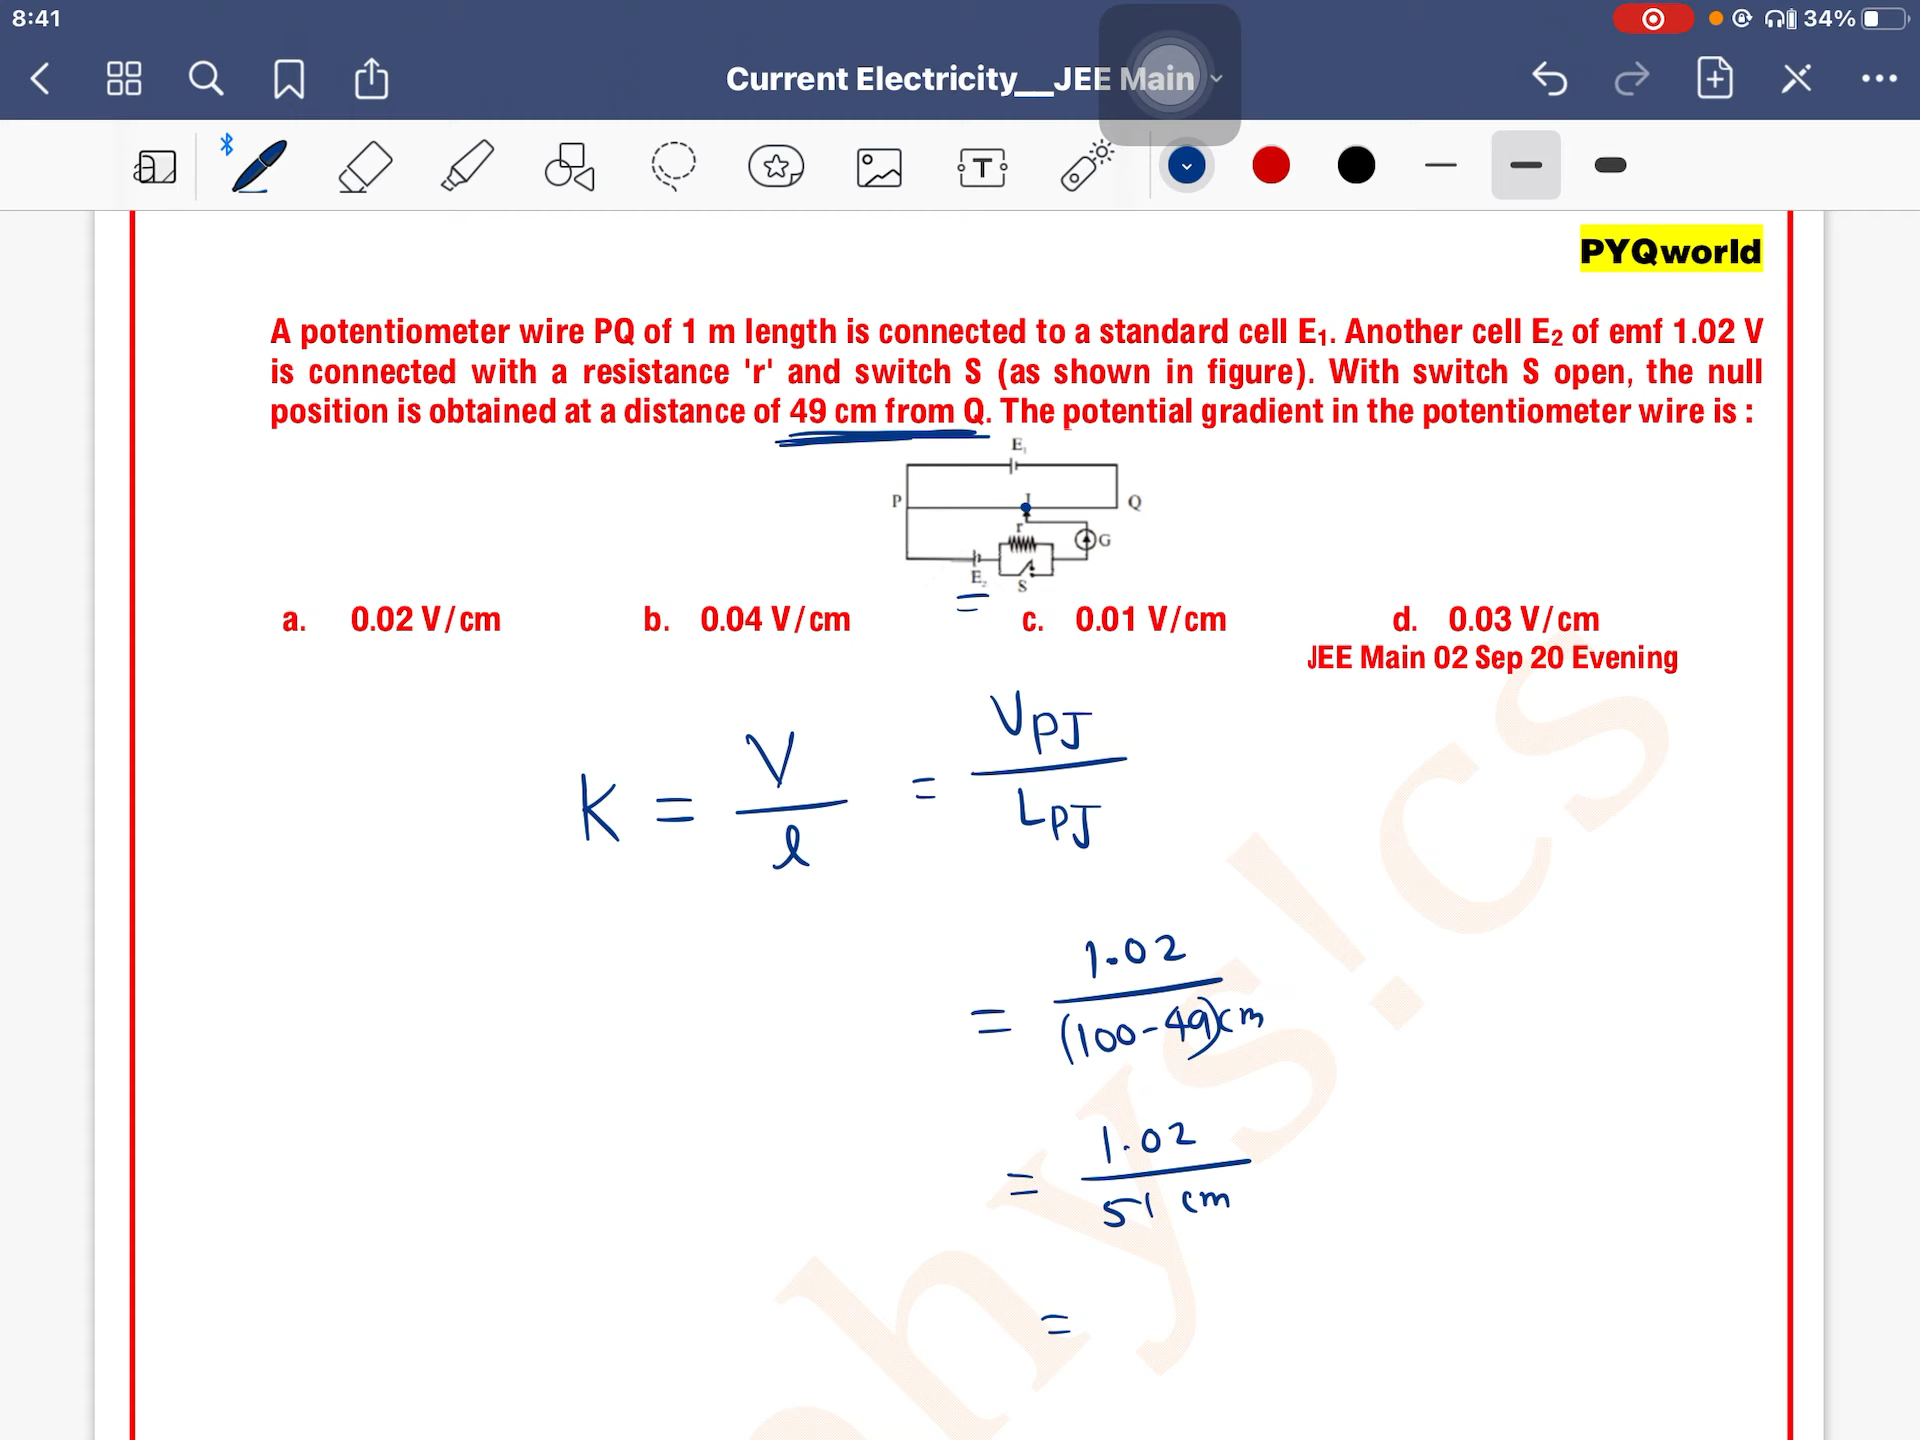 8:41
34%
Current Electricity__JEE Main
T
PYQworld
A potentiometer wire PQ of 1 m length is connected to a standard cell E₁. Another cell E₂ of emf 1.02 V
is connected with a resistance 'r' and switch S (as shown in figure). With switch S open, the null
position is obtained at a distance of 49 cm from Q. The potential gradient in the potentiometer wire is :
E₁
P J Q
r
G
E₂ S
a. 0.02 V/cm b. 0.04 V/cm c. 0.01 V/cm d. 0.03 V/cm
JEE Main 02 Sep 20 Evening
K = V / l = V_PJ / L_PJ
= 1.02 / (100-49)cm
= 1.02 / 51 cm
=
phys!cs